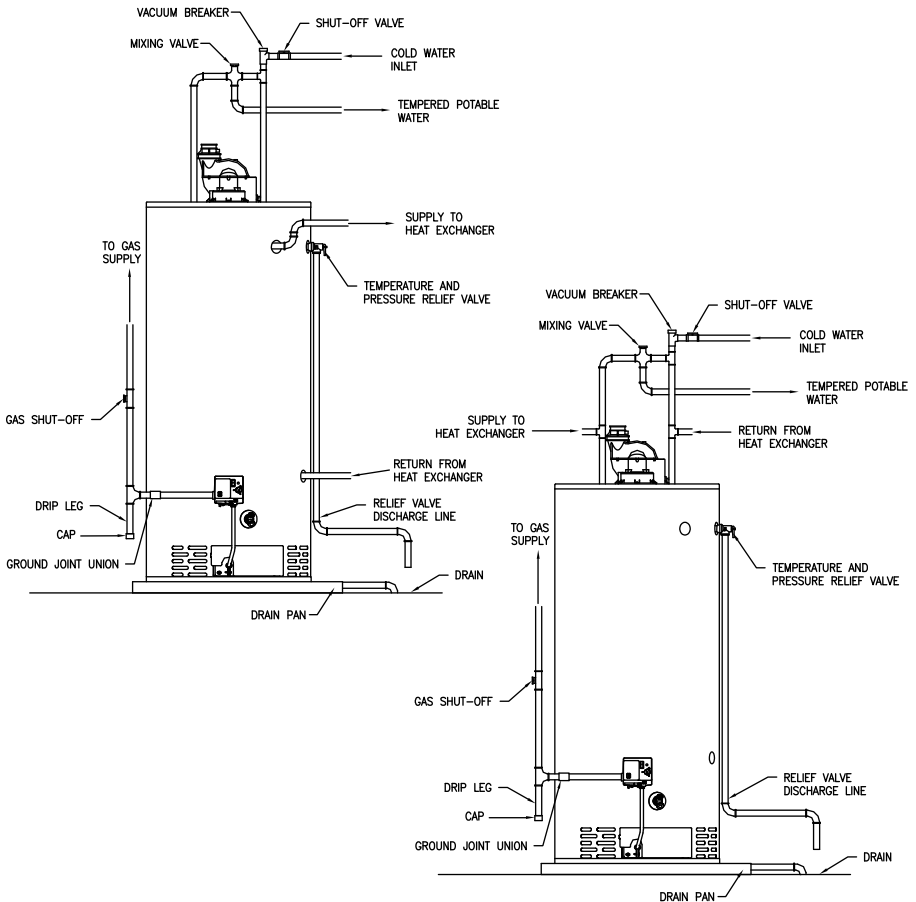 VACUUM BREAKER
SHUT-OFF VALVE
MIXING VALVE
COLD WATER
INLET
TEMPERED POTABLE
WATER
SUPPLY TO
HEAT EXCHANGER
TO GAS
SUPPLY
TEMPERATURE AND
PRESSURE RELIEF VALVE
GAS SHUT-OFF
RETURN FROM
HEAT EXCHANGER
DRIP LEG
RELIEF VALVE
DISCHARGE LINE
CAP
GROUND JOINT UNION
DRAIN
DRAIN PAN
VACUUM BREAKER
SHUT-OFF VALVE
MIXING VALVE
COLD WATER
INLET
TEMPERED POTABLE
WATER
SUPPLY TO
HEAT EXCHANGER
RETURN FROM
HEAT EXCHANGER
TO GAS
SUPPLY
TEMPERATURE AND
PRESSURE RELIEF VALVE
GAS SHUT-OFF
DRIP LEG
RELIEF VALVE
DISCHARGE LINE
CAP
GROUND JOINT UNION
DRAIN
DRAIN PAN